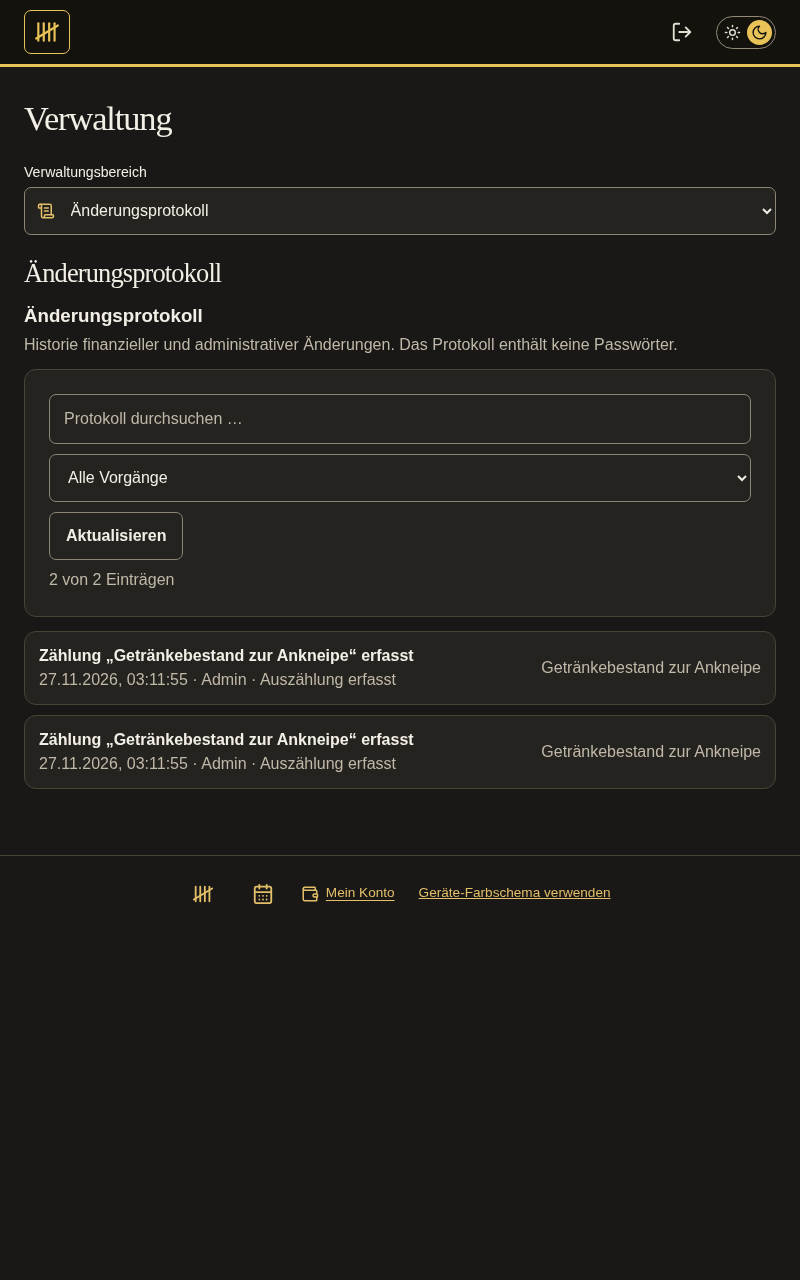 Verwaltung
Verwaltungsbereich
Änderungsprotokoll
Änderungsprotokoll
Änderungsprotokoll
Historie finanzieller und administrativer Änderungen. Das Protokoll enthält keine Passwörter.
Protokoll durchsuchen …
Alle Vorgänge
Aktualisieren
2 von 2 Einträgen
Zählung „Getränkebestand zur Ankneipe“ erfasst
27.11.2026, 03:11:55 · Admin · Auszählung erfasst
Getränkebestand zur Ankneipe
Zählung „Getränkebestand zur Ankneipe“ erfasst
27.11.2026, 03:11:55 · Admin · Auszählung erfasst
Getränkebestand zur Ankneipe
Mein Konto
Geräte-Farbschema verwenden